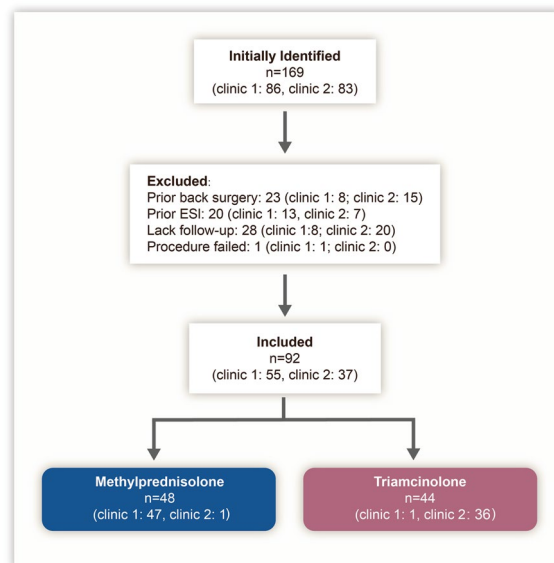 Initially Identified
n=169
(clinic 1: 86, clinic 2: 83)
Excluded:
Prior back surgery: 23 (clinic 1: 8; clinic 2: 15)
Prior ESI: 20 (clinic 1: 13, clinic 2: 7)
Lack follow-up: 28 (clinic 1:8; clinic 2: 20)
Procedure failed: 1 (clinic 1: 1; clinic 2: 0)
Included
n=92
(clinic 1: 55, clinic 2: 37)
Methylprednisolone
n=48
(clinic 1: 47, clinic 2: 1)
Triamcinolone
n=44
(clinic 1: 1, clinic 2: 36)